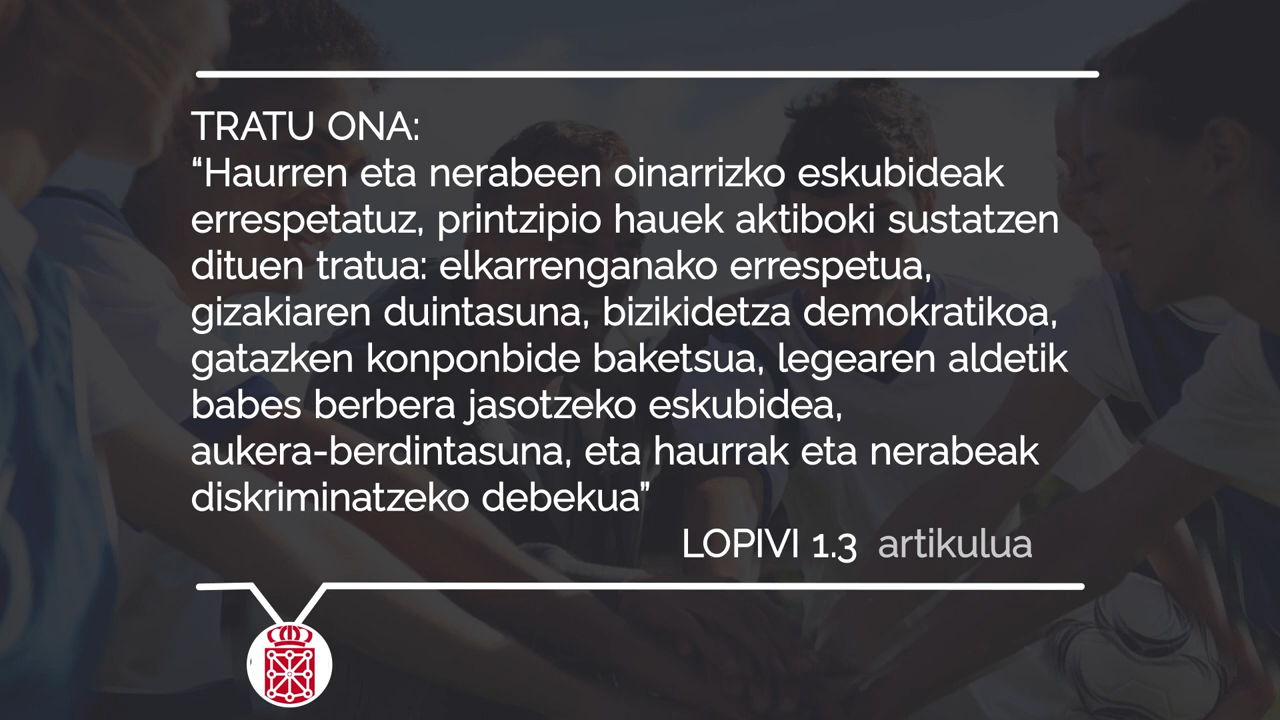 TRATU ONA:
“Haurren eta nerabeen oinarrizko eskubideak
errespetatuz, printzipio hauek aktiboki sustatzen
dituen tratua: elkarrenganako errespetua,
gizakiaren duintasuna, bizikidetza demokratikoa,
gatazken konponbide baketsua, legearen aldetik
babes berbera jasotzeko eskubidea,
aukera-berdintasuna, eta haurrak eta nerabeak
diskriminatzeko debekua”
LOPIVI 1.3 artikulua